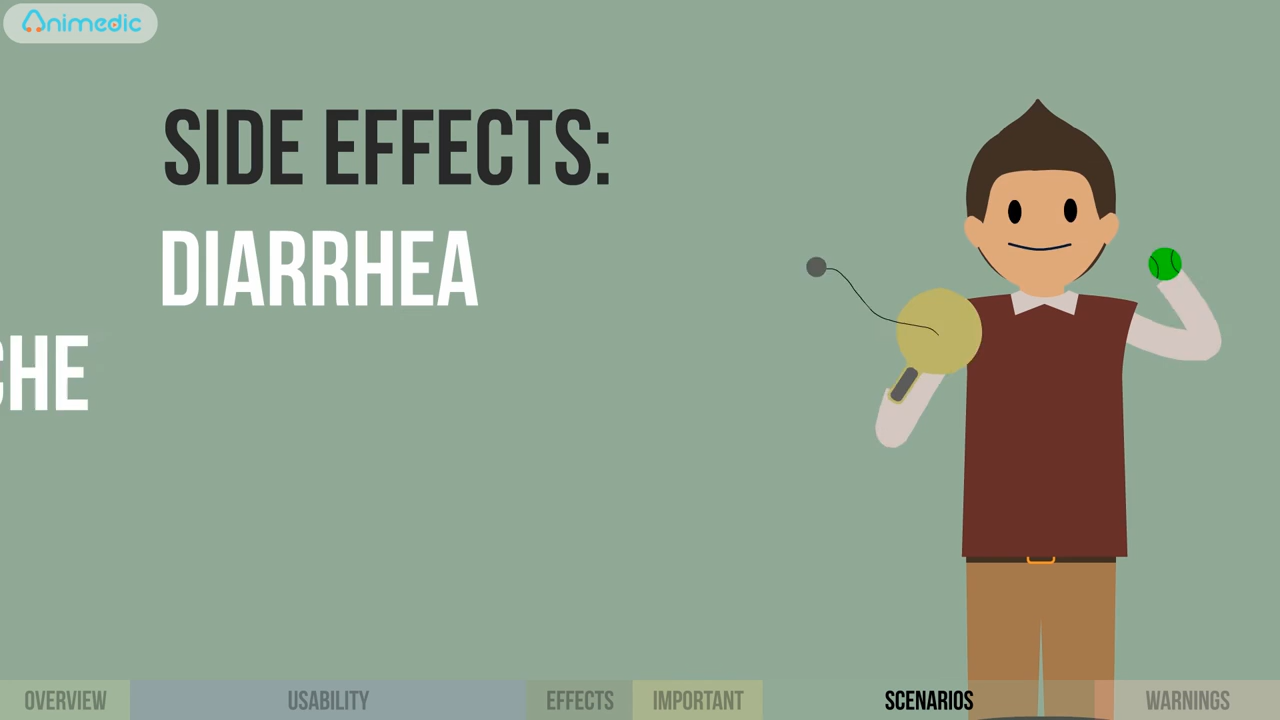 Animedic
SIDE EFFECTS:
DIARRHEA
CHE
OVERVIEW
USABILITY
EFFECTS
IMPORTANT
SCENARIOS
WARNINGS